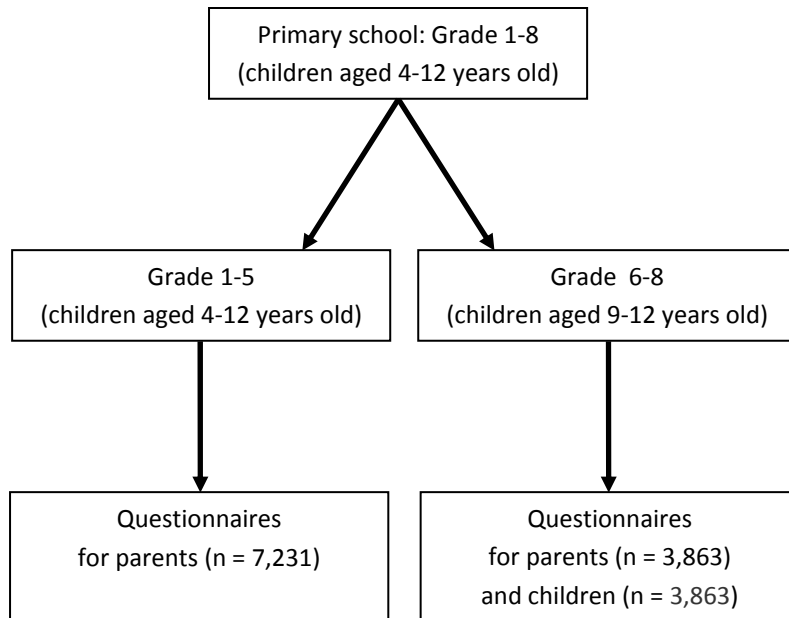 Primary school: Grade 1-8
(children aged 4-12 years old)
Grade 1-5
(children aged 4-12 years old)
Grade 6-8
(children aged 9-12 years old)
Questionnaires
for parents (n = 7,231)
Questionnaires
for parents (n = 3,863)
and children (n = 3,863)